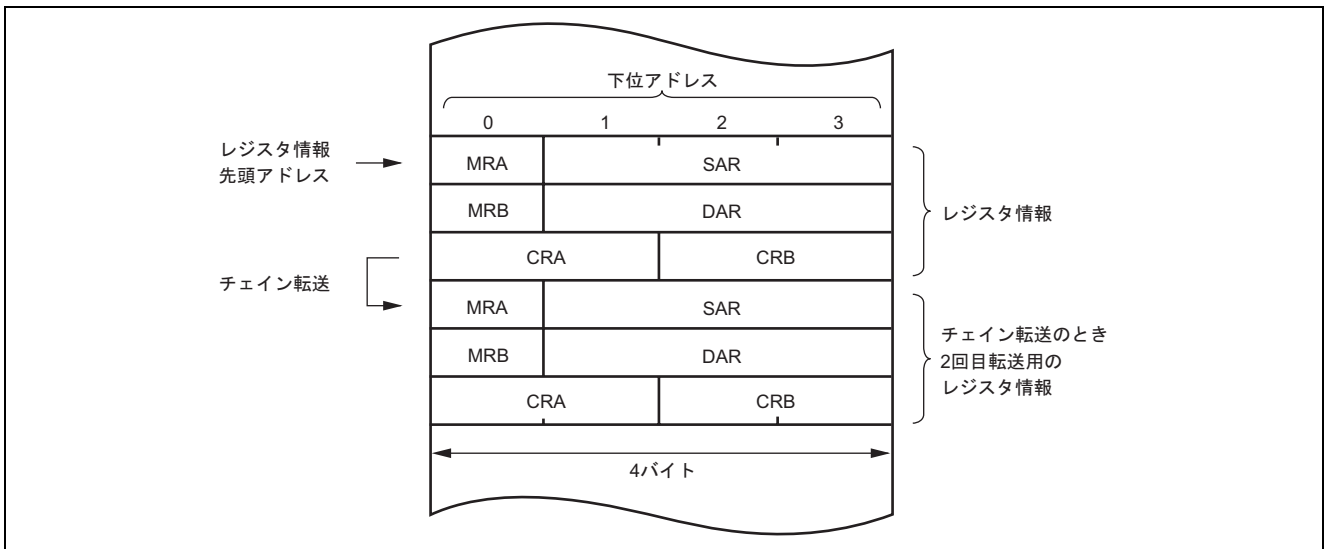 下位アドレス
0 1 2 3
レジスタ情報
先頭アドレス
MRA SAR
MRB DAR
レジスタ情報
CRA CRB
チェイン転送
MRA SAR
MRB DAR
チェイン転送のとき
2回目転送用の
レジスタ情報
CRA CRB
4バイト